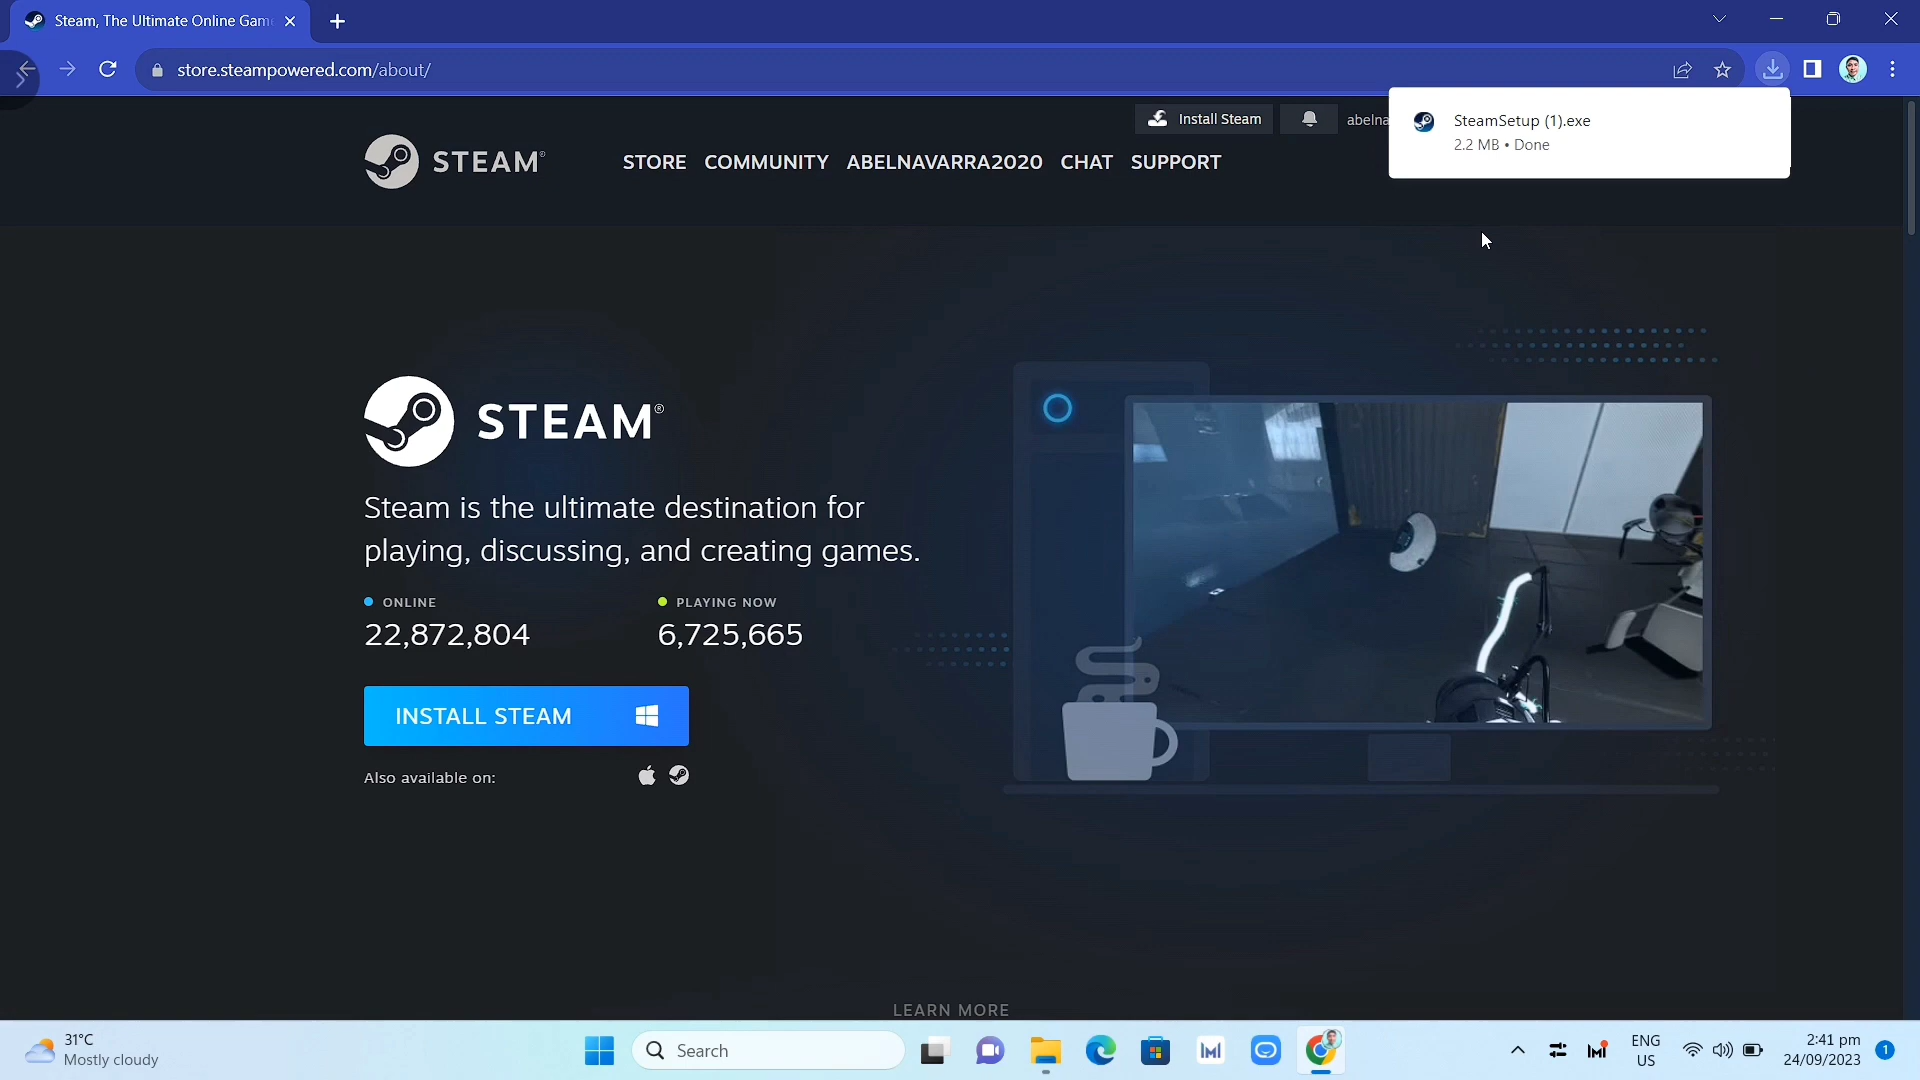 Steam, The Ultimate Online Game
store.steampowered.com/about/
SteamSetup (1).exe
2.2 MB • Done
Install Steam
abelna
STEAM®
STORE COMMUNITY ABELNAVARRA2020 CHAT SUPPORT
STEAM®
Steam is the ultimate destination for
playing, discussing, and creating games.
ONLINE
22,872,804
PLAYING NOW
6,725,665
INSTALL STEAM
Also available on:
LEARN MORE
31°C
Mostly cloudy
Search
ENG
US
2:41 pm
24/09/2023
1